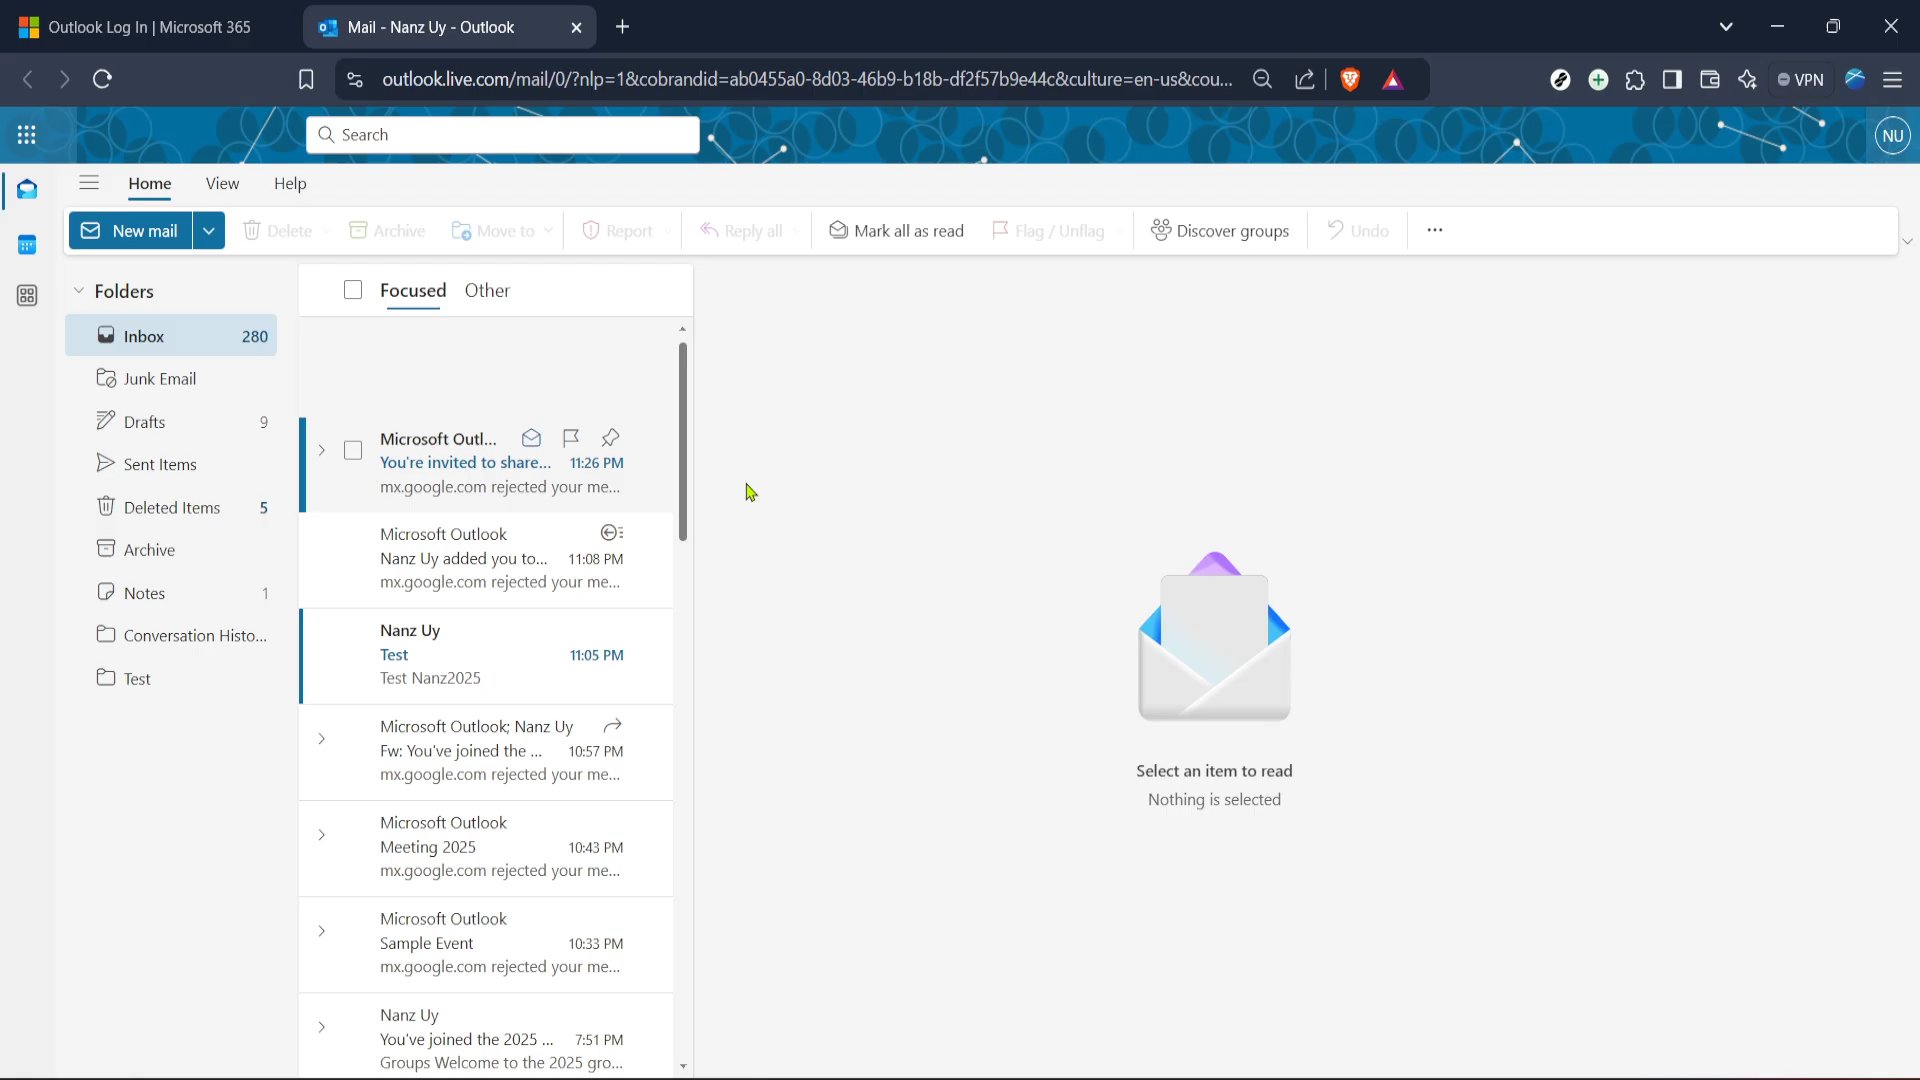 Outlook Log In | Microsoft 365
Mail - Nanz Uy - Outlook
outlook.live.com/mail/0/?nlp=1&cobrandid=ab0455a0-8d03-46b9-b18b-df2f57b9e44c&culture=en-us&cou...
VPN
Search
NU
Home View Help
New mail Delete Archive Move to Report Reply all Mark all as read Flag / Unflag Discover groups Undo
Folders
Inbox 280
Junk Email
Drafts 9
Sent Items
Deleted Items 5
Archive
Notes 1
Conversation Histo...
Test
Focused Other
Microsoft Outl...
You're invited to share... 11:26 PM
mx.google.com rejected your me...
Microsoft Outlook
Nanz Uy added you to... 11:08 PM
mx.google.com rejected your me...
Nanz Uy
Test 11:05 PM
Test Nanz2025
Microsoft Outlook; Nanz Uy
Fw: You've joined the ... 10:57 PM
mx.google.com rejected your me...
Microsoft Outlook
Meeting 2025 10:43 PM
mx.google.com rejected your me...
Microsoft Outlook
Sample Event 10:33 PM
mx.google.com rejected your me...
Nanz Uy
You've joined the 2025 ... 7:51 PM
Groups Welcome to the 2025 gro...
Select an item to read
Nothing is selected